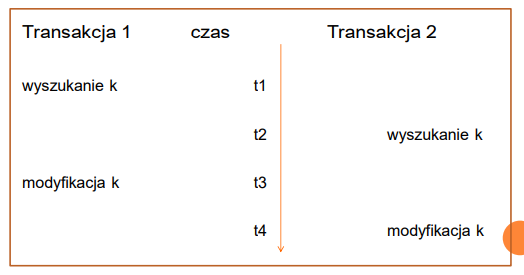 Transakcja 1 czas Transakcja 2
wyszukanie k t1
t2 wyszukanie k
modyfikacja k t3
t4 modyfikacja k